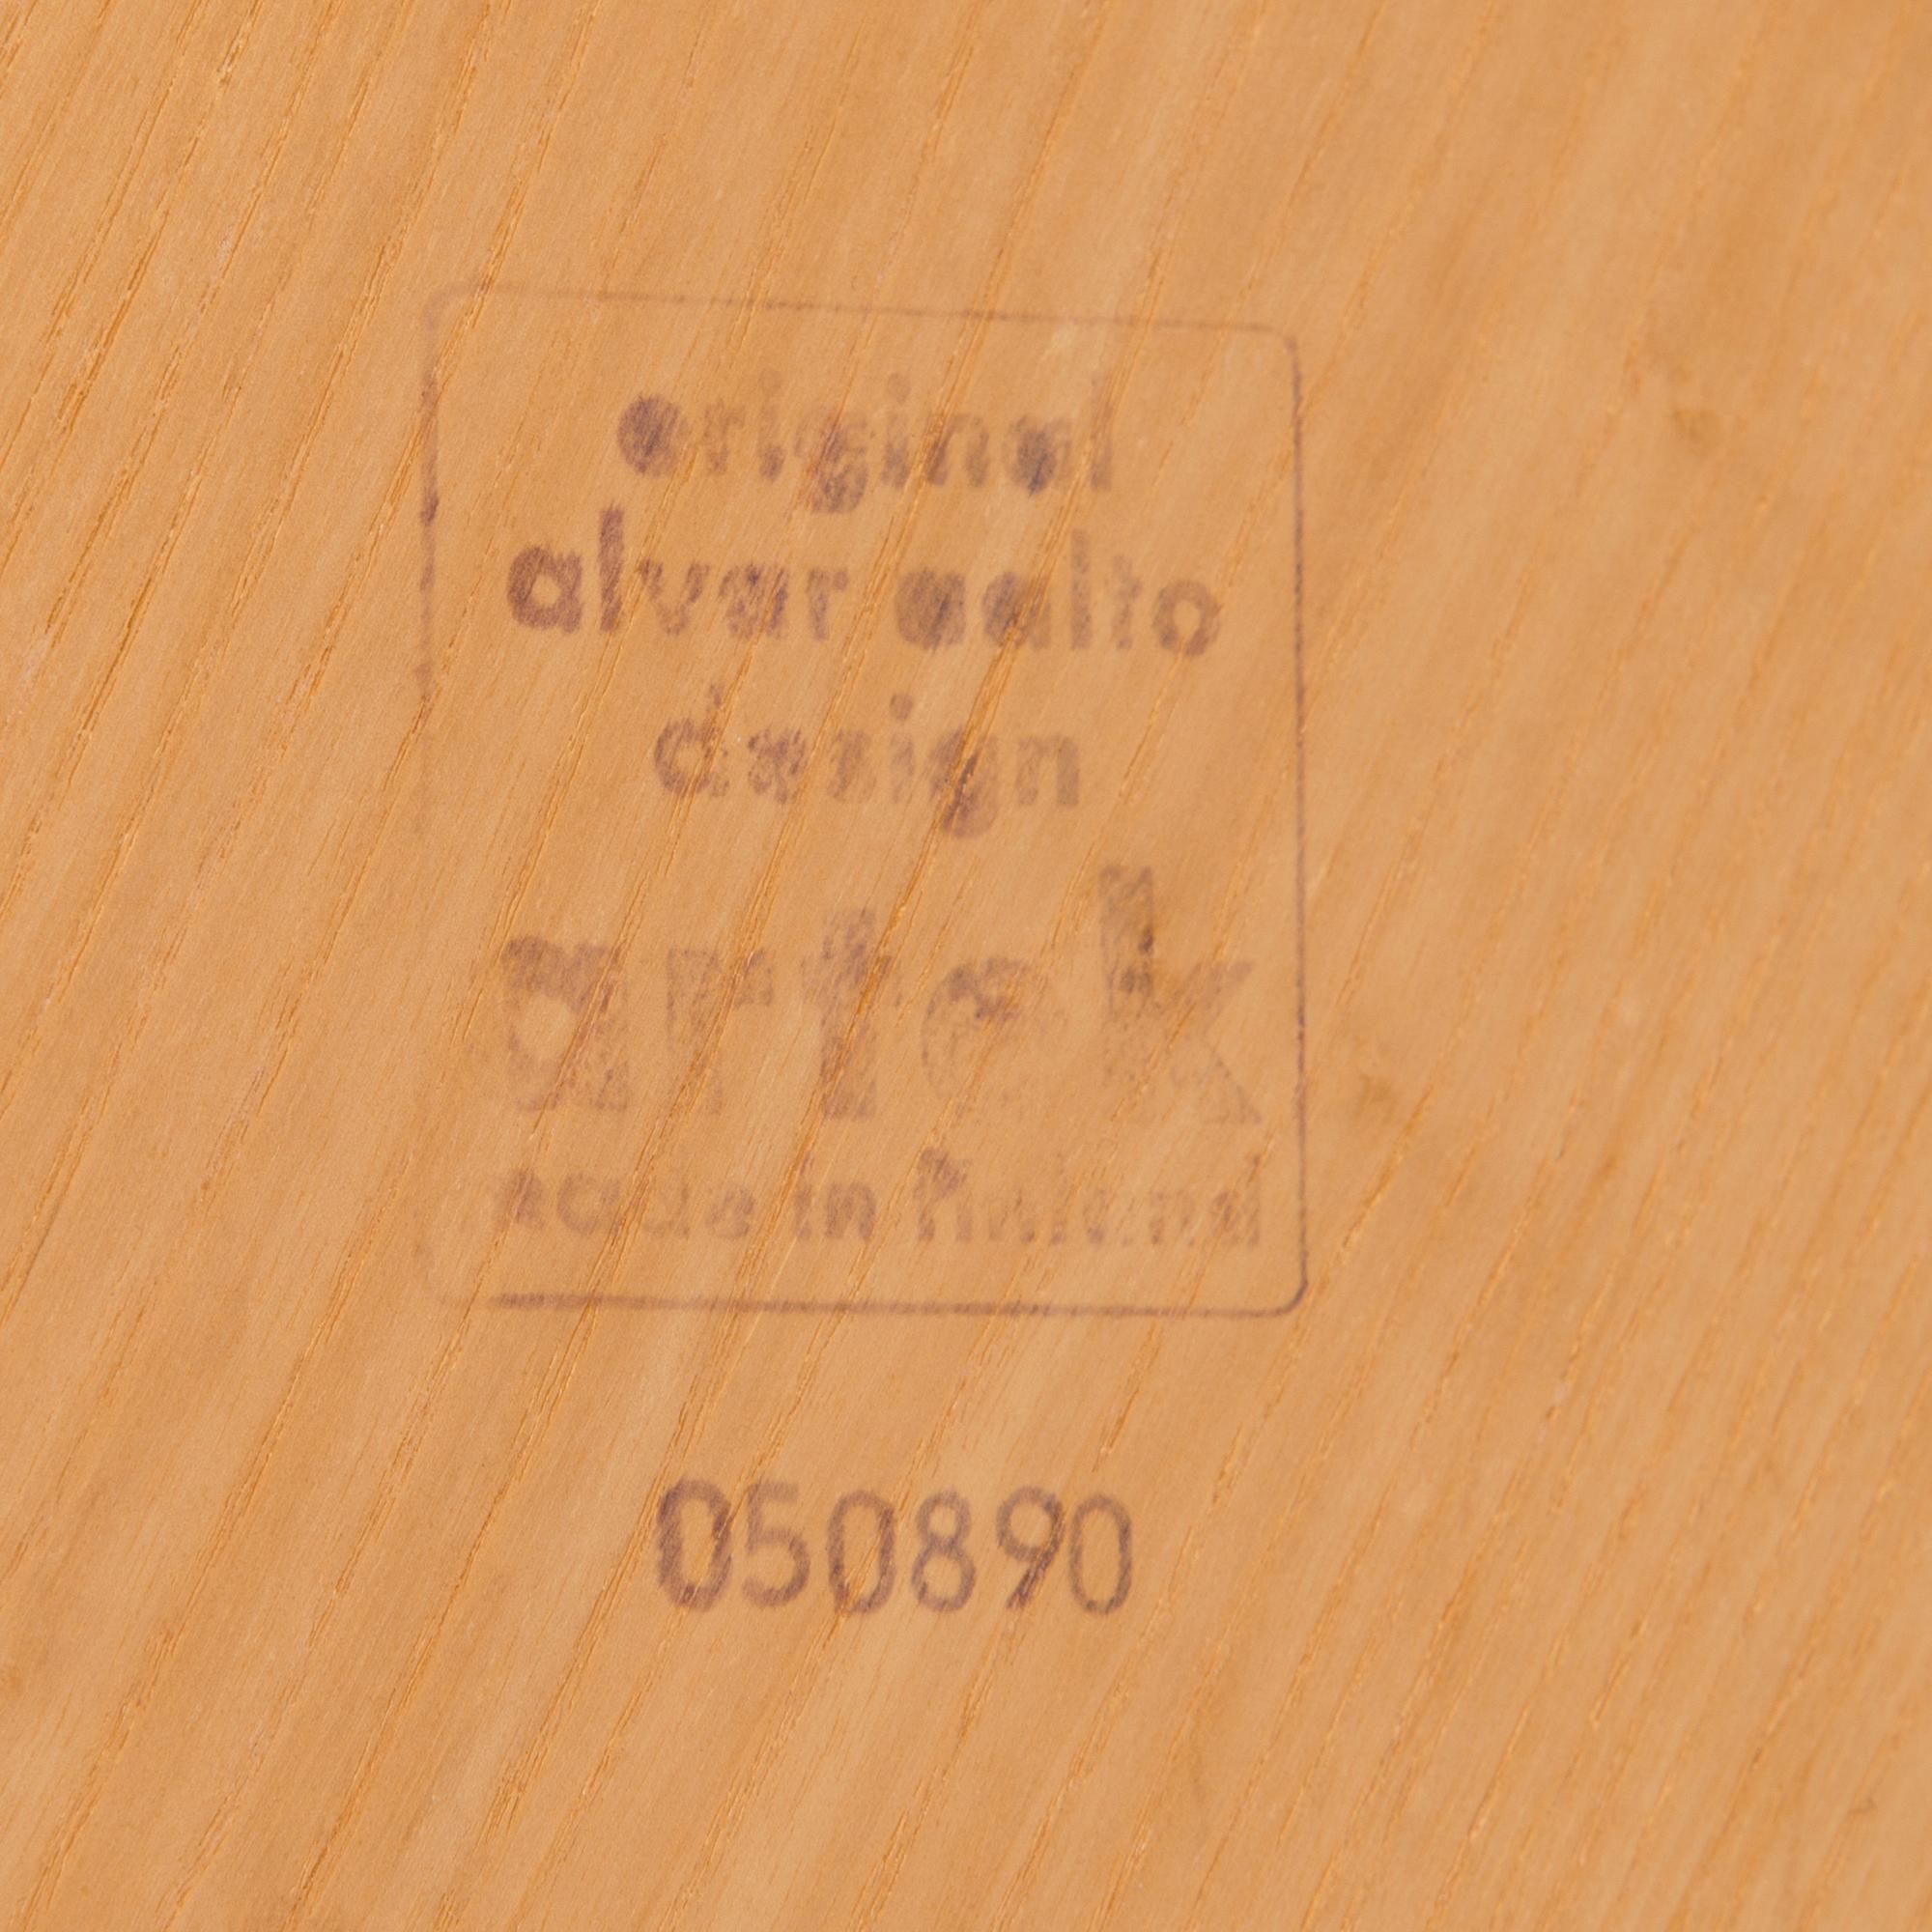 original
alvar aalto
design
artek
made in finland
050890